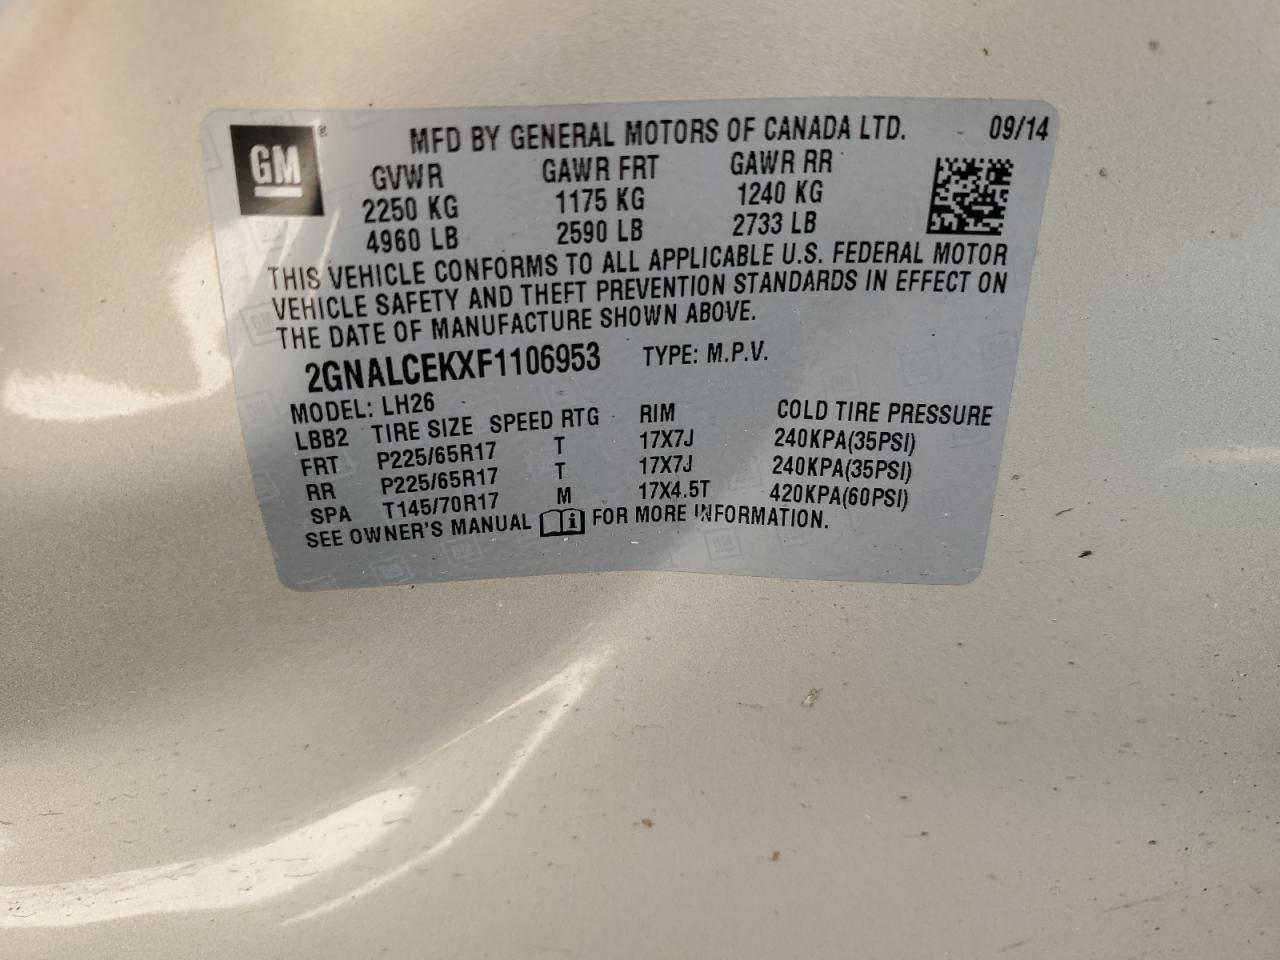 GM ® MFD BY GENERAL MOTORS OF CANADA LTD. 09/14
GVWR GAWR FRT GAWR RR
2250 KG 1175 KG 1240 KG
4960 LB 2590 LB 2733 LB
THIS VEHICLE CONFORMS TO ALL APPLICABLE U.S. FEDERAL MOTOR
VEHICLE SAFETY AND THEFT PREVENTION STANDARDS IN EFFECT ON
THE DATE OF MANUFACTURE SHOWN ABOVE.
2GNALCEKXF1106953 TYPE: M.P.V.
MODEL: LH26
LBB2 TIRE SIZE SPEED RTG RIM COLD TIRE PRESSURE
FRT P225/65R17 T 17X7J 240KPA(35PSI)
RR P225/65R17 T 17X7J 240KPA(35PSI)
SPA T145/70R17 M 17X4.5T 420KPA(60PSI)
SEE OWNER'S MANUAL i FOR MORE INFORMATION.